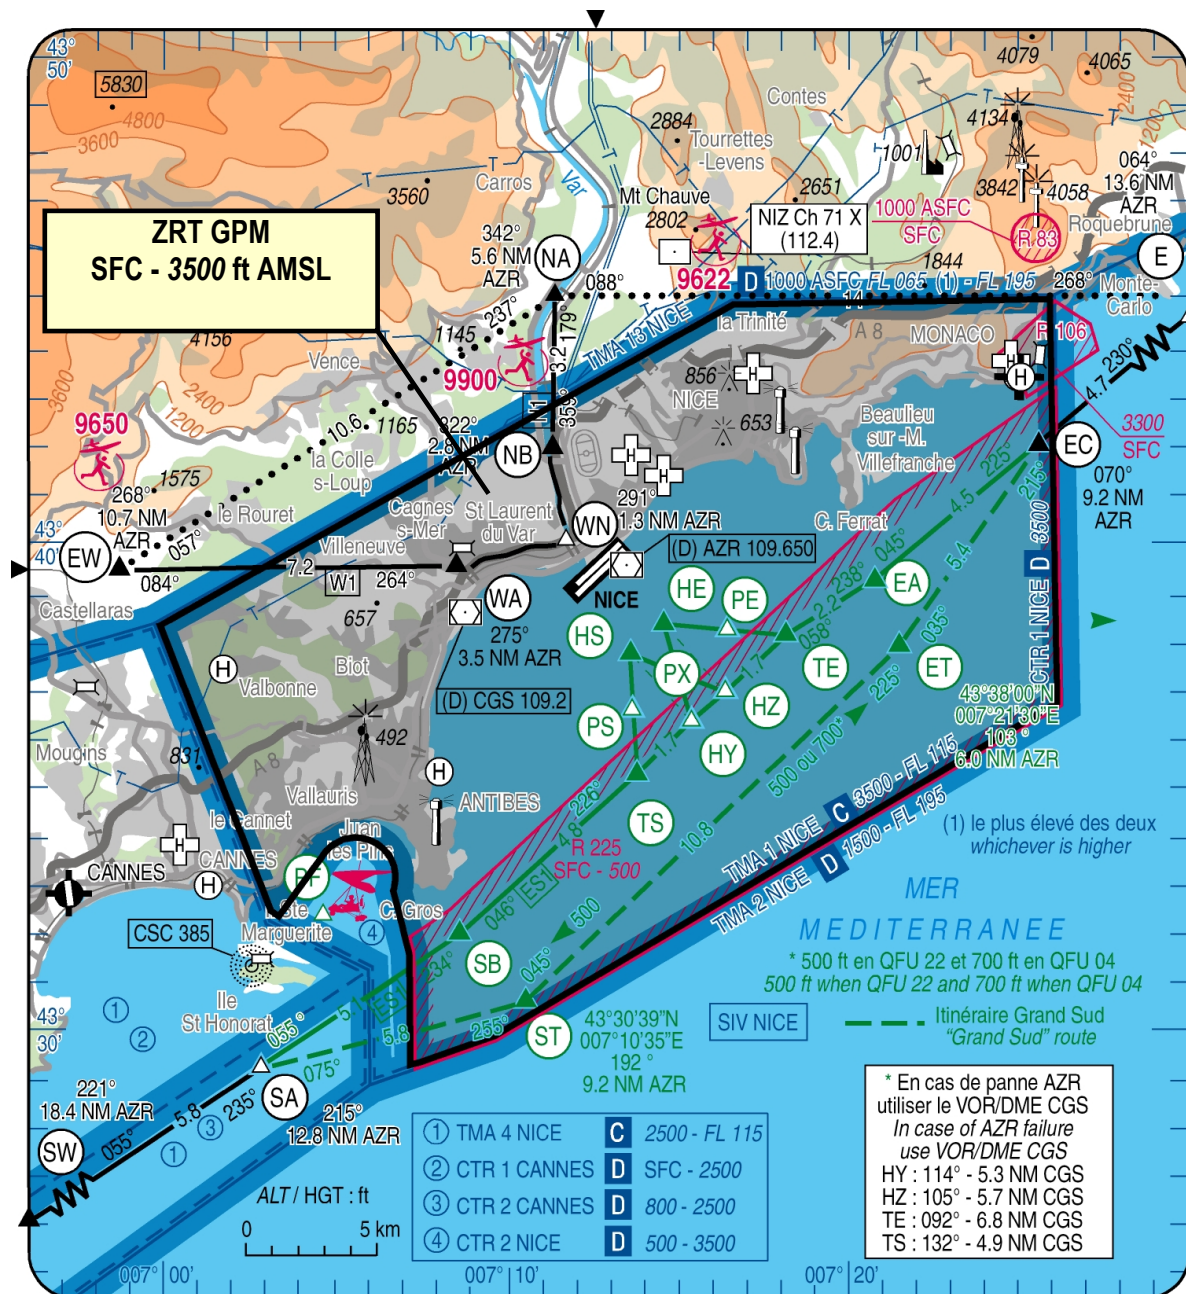 43°
50'
5830
4800
3600
3560
Carros
Var
2884
Tourrettes
-Levens
Contes
1001
4079
4065
2400
1200
4134
3842
4058
064°
13.6 NM
AZR
Roquebrune
E
Mt Chauve
2802
2651
NIZ Ch 71 X
(112.4)
1000 ASFC
SFC
R 83
1844
9622
ZRT GPM
SFC - 3500 ft AMSL
342°
5.6 NM
AZR
NA
088°
D 1000 ASFC FL 065 (1) - FL 195
14
268°
Monte-
Carlo
237°
179°
3.2
359°
TMA 13 NICE
la Trinité
A 8
MONACO
R 106
H
230°
4.7
1145
4156
Vence
9900
3600
2400
1200
9650
10.6
1165
322°
2.8 NM
AZR
NB
856
NICE
653
H
Beaulieu
sur -M.
Villefranche
3300
SFC
EC
070°
9.2 NM
AZR
la Colle
s-Loup
1575
268°
10.7 NM
AZR
le Rouret
057°
Cagnes
s-Mer
St Laurent
du Var
H
H
291°
1.3 NM AZR
WN
C. Ferrat
225°
4.5
215°
5.4
3500
43°
40'
EW
084°
7.2
W1
264°
Villeneuve
(D) AZR 109.650
NICE
045°
238°
2.2
058°
EA
CTR 1 NICE D
Castellaras
657
WA
275°
3.5 NM AZR
HE
PE
HS
PX
TE
035°
ET
225°
H
Valbonne
Biot
(D) CGS 109.2
1.7
HZ
PS
HY
43°38'00"N
007°21'30"E
103 °
6.0 NM AZR
Mougins
831
A 8
492
H
ANTIBES
1.7
500 ou 700*
226°
4.8
TS
10.8
TMA 1 NICE C 3500 - FL 115
TMA 2 NICE D 1500 - FL 195
(1) le plus élevé des deux
whichever is higher
Vallauris
le Cannet
Juan
les Pins
R 225
SFC - 500
CANNES
CANNES
H
PF
ES1
046°
500
MER
MEDITERRANEE
C. Gros
Marguerite
4
CSC 385
SB
045°
* 500 ft en QFU 22 et 700 ft en QFU 04
500 ft when QFU 22 and 700 ft when QFU 04
Ile
St Honorat
1
2
5.1
ES1
055°
5.8
075°
255°
ST
43°30'39"N
007°10'35"E
192 °
9.2 NM AZR
SIV NICE
Itinéraire Grand Sud
"Grand Sud" route
43°
30'
221°
18.4 NM AZR
SW
055°
5.8
235°
1
3
SA
215°
12.8 NM AZR
ALT / HGT : ft
0 5 km
1 TMA 4 NICE C 2500 - FL 115
2 CTR 1 CANNES D SFC - 2500
3 CTR 2 CANNES D 800 - 2500
4 CTR 2 NICE D 500 - 3500
* En cas de panne AZR
utiliser le VOR/DME CGS
In case of AZR failure
use VOR/DME CGS
HY : 114° - 5.3 NM CGS
HZ : 105° - 5.7 NM CGS
TE : 092° - 6.8 NM CGS
TS : 132° - 4.9 NM CGS
007° 00'
007° 10'
007° 20'